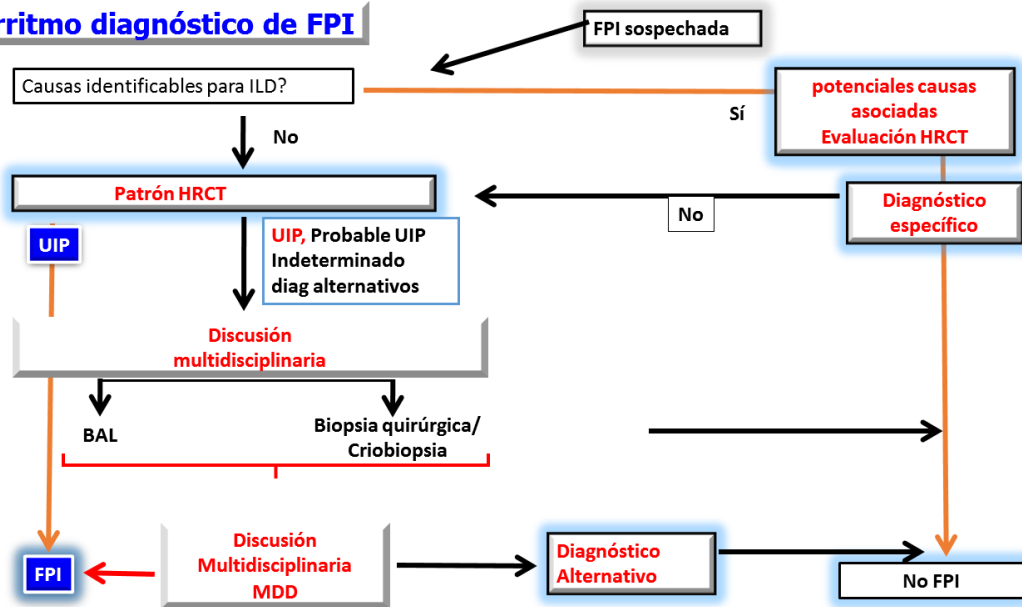 rritmo diagnóstico de FPI
FPI sospechada
Causas identificables para ILD?
potenciales causas
asociadas
Evaluación HRCT
Sí
No
Patrón HRCT
No
Diagnóstico
específico
UIP
UIP, Probable UIP
Indeterminado
diag alternativos
Discusión
multidisciplinaria
BAL
Biopsia quirúrgica/
Criobiopsia
FPI
Discusión
Multidisciplinaria
MDD
Diagnóstico
Alternativo
No FPI